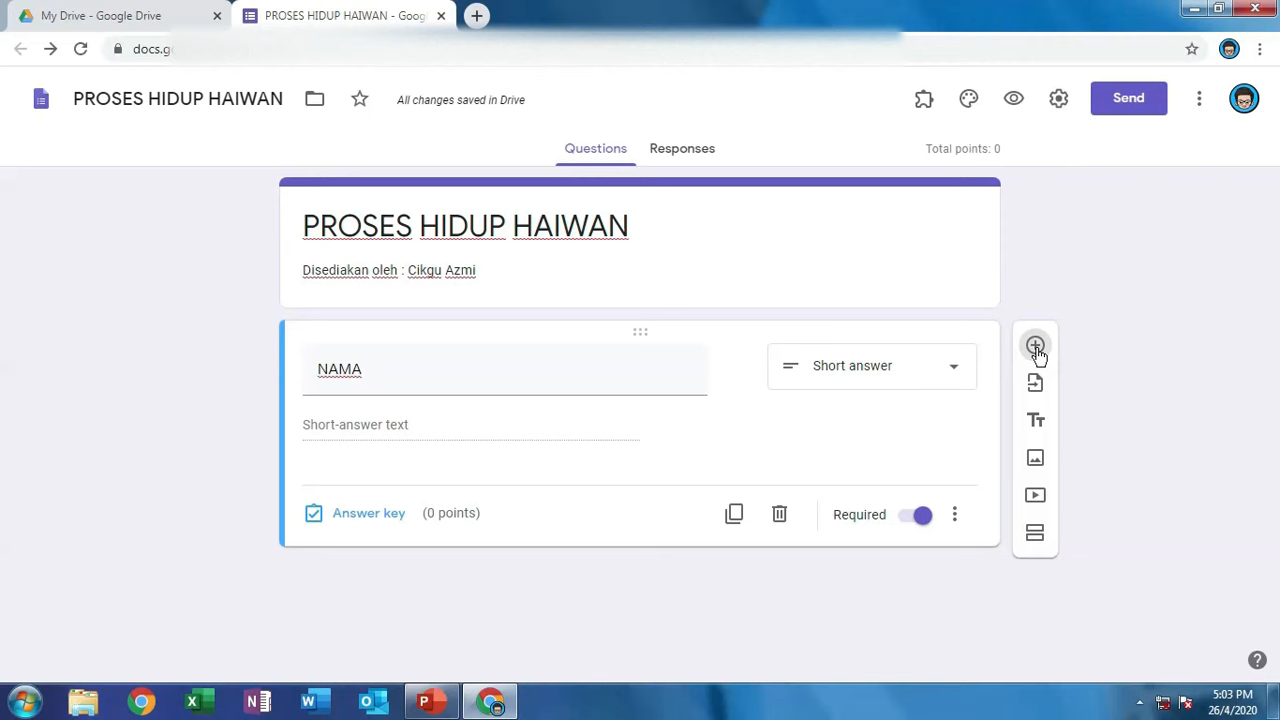 My Drive - Google Drive
PROSES HIDUP HAIWAN - Goog
docs.g
PROSES HIDUP HAIWAN
All changes saved in Drive
Send
Questions
Responses
Total points: 0
PROSES HIDUP HAIWAN
Disediakan oleh : Cikgu Azmi
NAMA
Short answer
Short-answer text
Answer key
(0 points)
Required
5:03 PM
26/4/2020